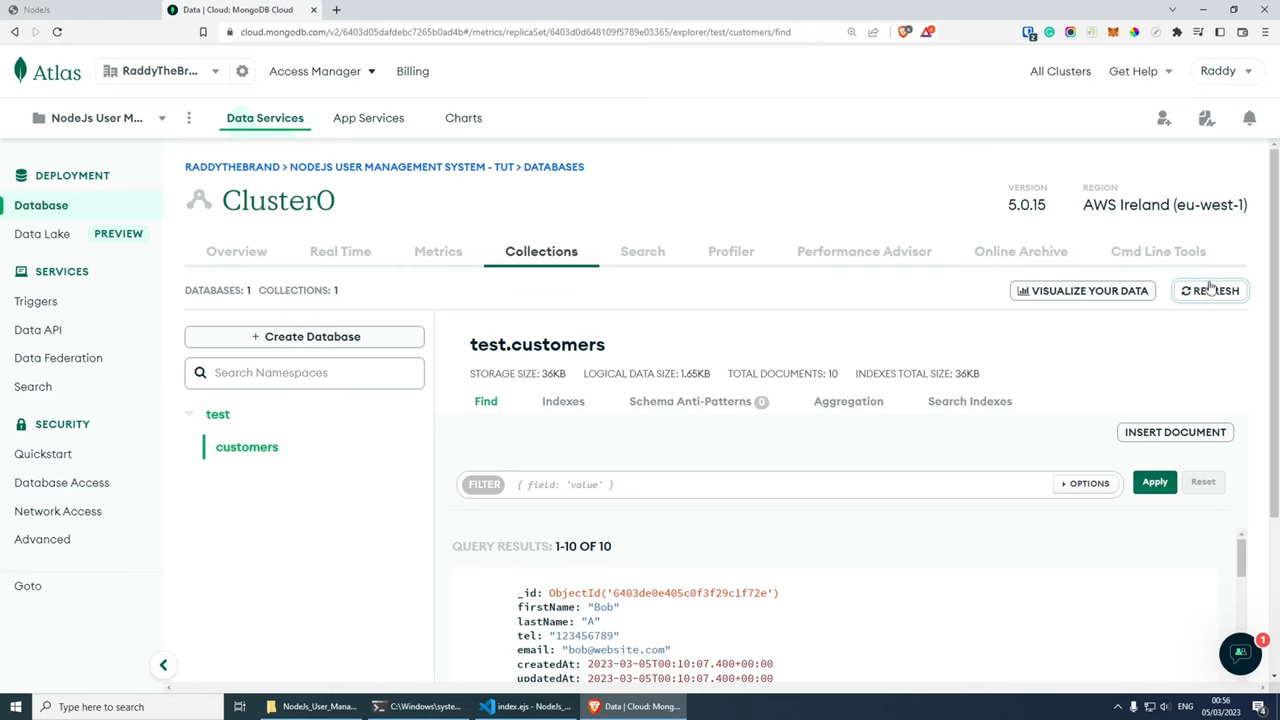 NodeJs
Data | Cloud: MongoDB Cloud
cloud.mongodb.com/v2/6403d05dafdebc7265b0ad4b#/metrics/replicaSet/6403d0d648109f5789e03365/explorer/test/customers/find
Atlas
RaddyTheBr...
Access Manager
Billing
All Clusters
Get Help
Raddy
NodeJs User M...
Data Services
App Services
Charts
DEPLOYMENT
Database
Data Lake PREVIEW
SERVICES
Triggers
Data API
Data Federation
Search
SECURITY
Quickstart
Database Access
Network Access
Advanced
Goto
RADDYTHEBRAND > NODEJS USER MANAGEMENT SYSTEM - TUT > DATABASES
Cluster0
VERSION
5.0.15
REGION
AWS Ireland (eu-west-1)
Overview
Real Time
Metrics
Collections
Search
Profiler
Performance Advisor
Online Archive
Cmd Line Tools
DATABASES: 1 COLLECTIONS: 1
VISUALIZE YOUR DATA
REFRESH
+ Create Database
Search Namespaces
test
customers
test.customers
STORAGE SIZE: 36KB LOGICAL DATA SIZE: 1.65KB TOTAL DOCUMENTS: 10 INDEXES TOTAL SIZE: 36KB
Find
Indexes
Schema Anti-Patterns 0
Aggregation
Search Indexes
INSERT DOCUMENT
FILTER { field: 'value' }
OPTIONS
Apply
Reset
QUERY RESULTS: 1-10 OF 10
_id: ObjectId('6403de0e405c0f3f29c1f72e')
firstName: "Bob"
lastName: "A"
tel: "123456789"
email: "bob@website.com"
createdAt: 2023-03-05T00:10:07.400+00:00
updatedAt: 2023-03-05T00:10:07.400+00:00
1
Type here to search
NodeJs_User_Mana...
C:\Windows\syste...
index.ejs - NodeJs_...
Data | Cloud: Mong...
ENG
00:56
05/03/2023
4
2